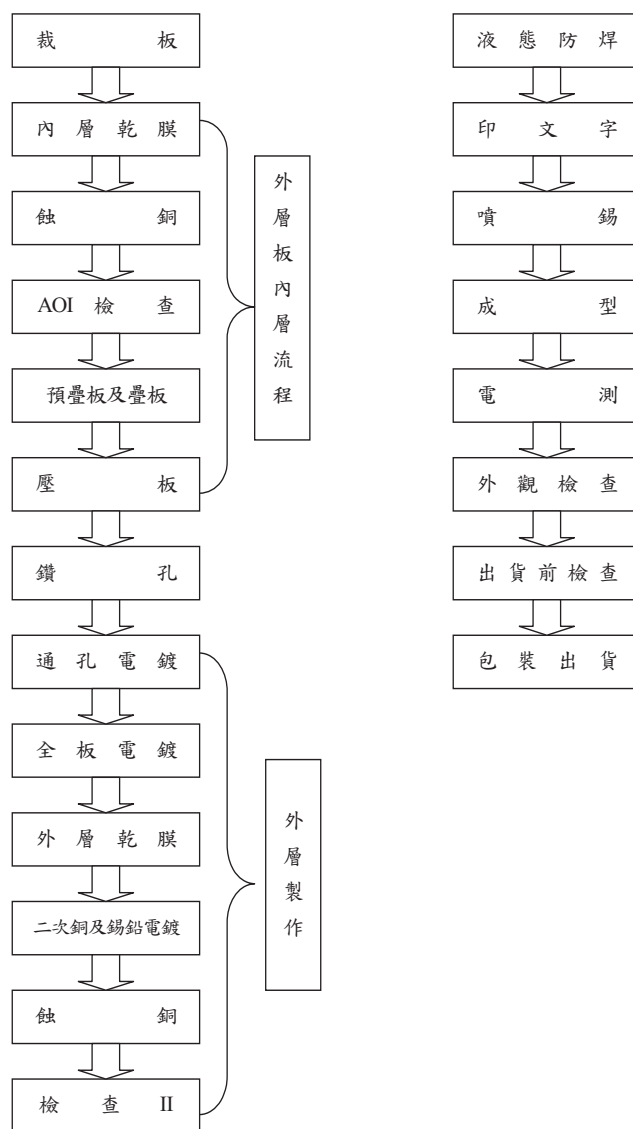 裁板
內層乾膜
蝕銅
AOI 檢查
預疊板及疊板
壓板
外層板內層流程
鑽孔
通孔電鍍
全板電鍍
外層乾膜
二次銅及錫鉛電鍍
蝕銅
檢查 II
外層製作
液態防焊
印文字
噴錫
成型
電測
外觀檢查
出貨前檢查
包裝出貨